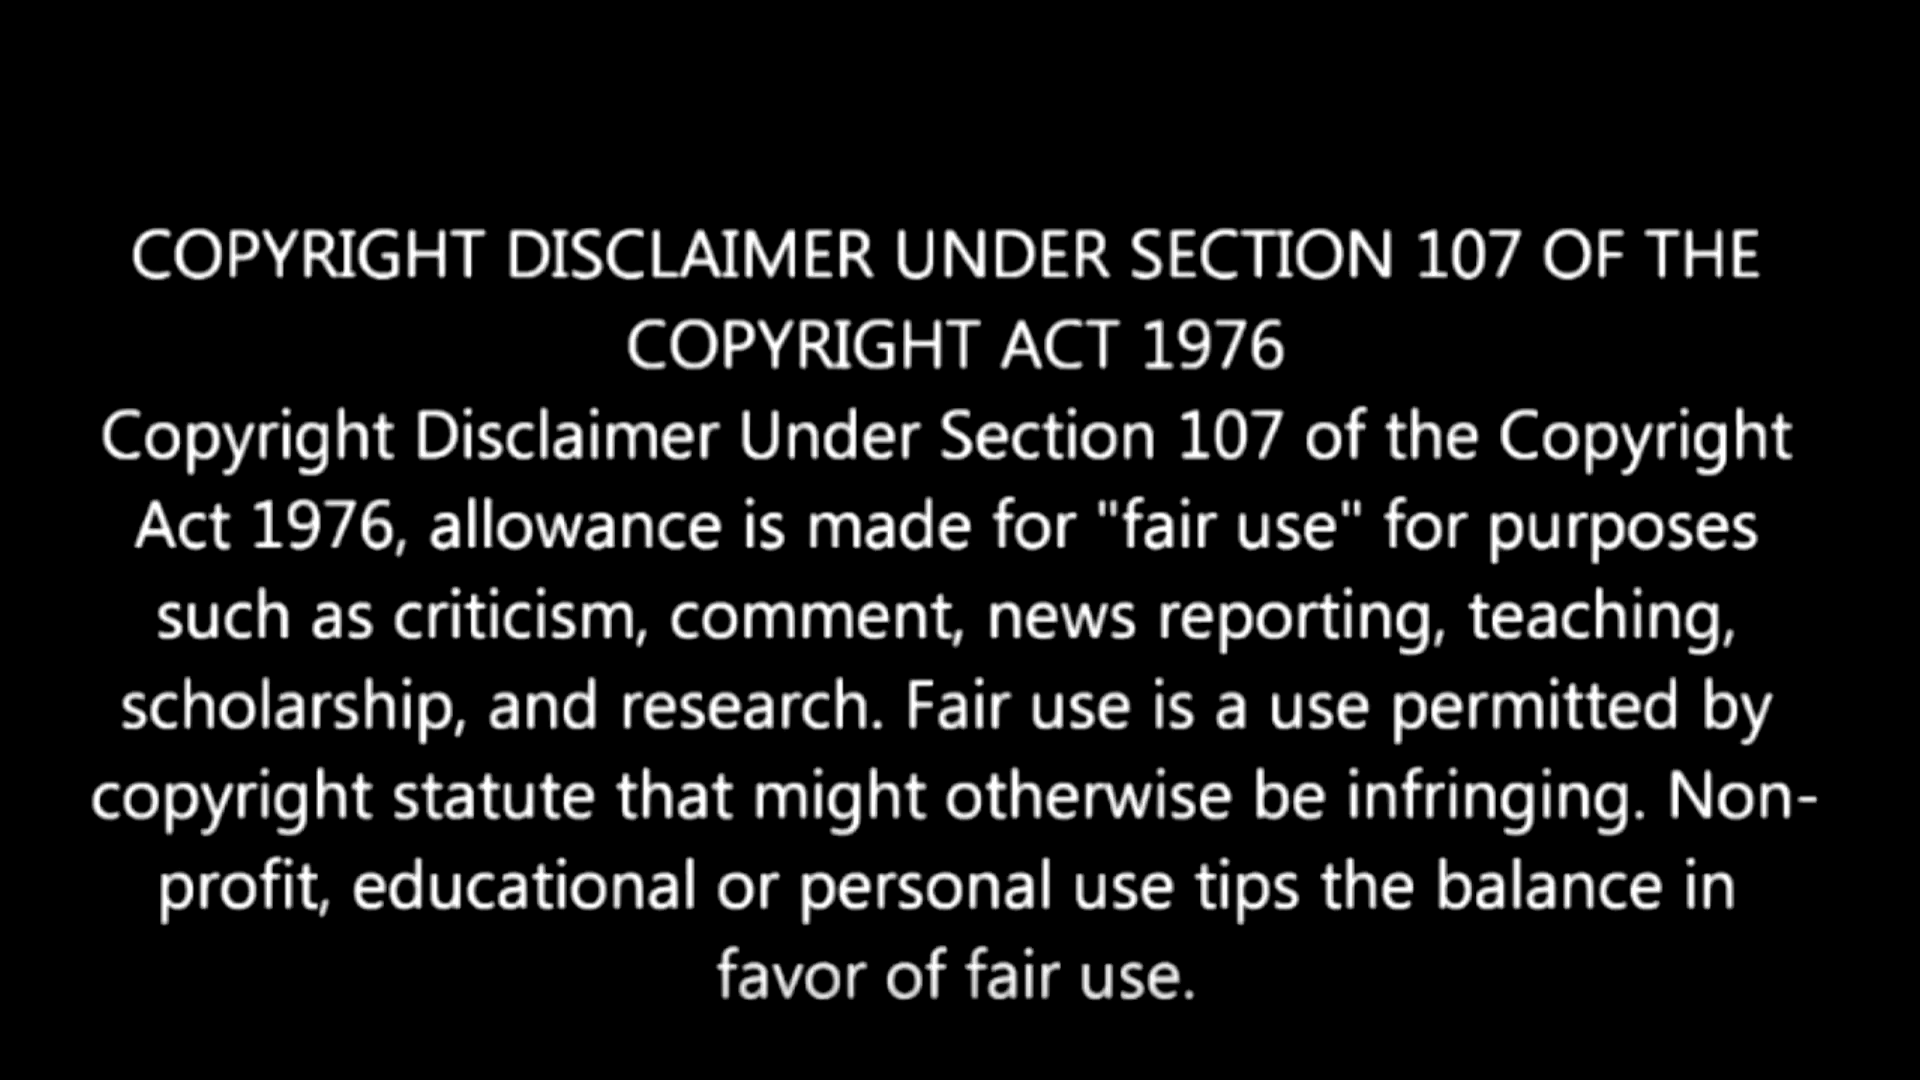 COPYRIGHT DISCLAIMER UNDER SECTION 107 OF THE
COPYRIGHT ACT 1976
Copyright Disclaimer Under Section 107 of the Copyright
Act 1976, allowance is made for "fair use" for purposes
such as criticism, comment, news reporting, teaching,
scholarship, and research. Fair use is a use permitted by
copyright statute that might otherwise be infringing. Non-
profit, educational or personal use tips the balance in
favor of fair use.